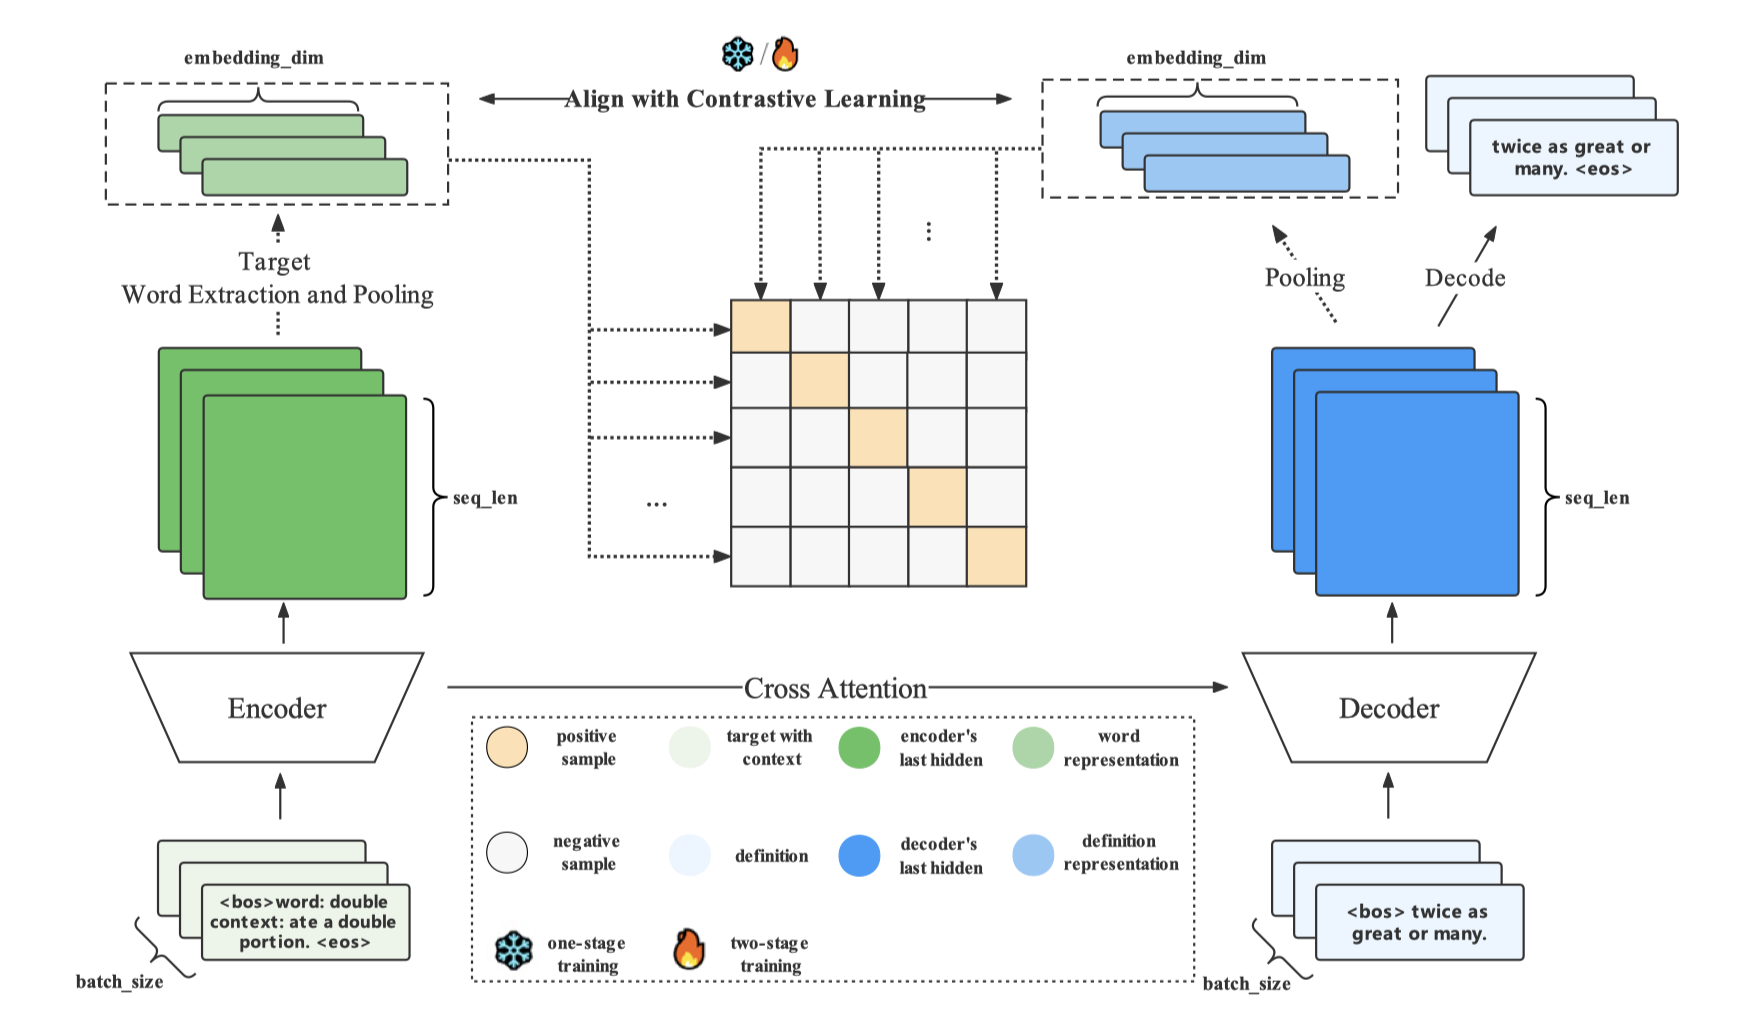 embedding_dim
/
Align with Contrastive Learning
embedding_dim
twice as great or
many. <eos>
Target
Word Extraction and Pooling
Pooling
Decode
seq_len
...
...
seq_len
Encoder
Cross Attention
Decoder
positive
sample
target with
context
encoder's
last hidden
word
representation
negative
sample
definition
decoder's
last hidden
definition
representation
one-stage
training
two-stage
training
<bos>word: double
context: ate a double
portion. <eos>
batch_size
<bos> twice as
great or many.
batch_size